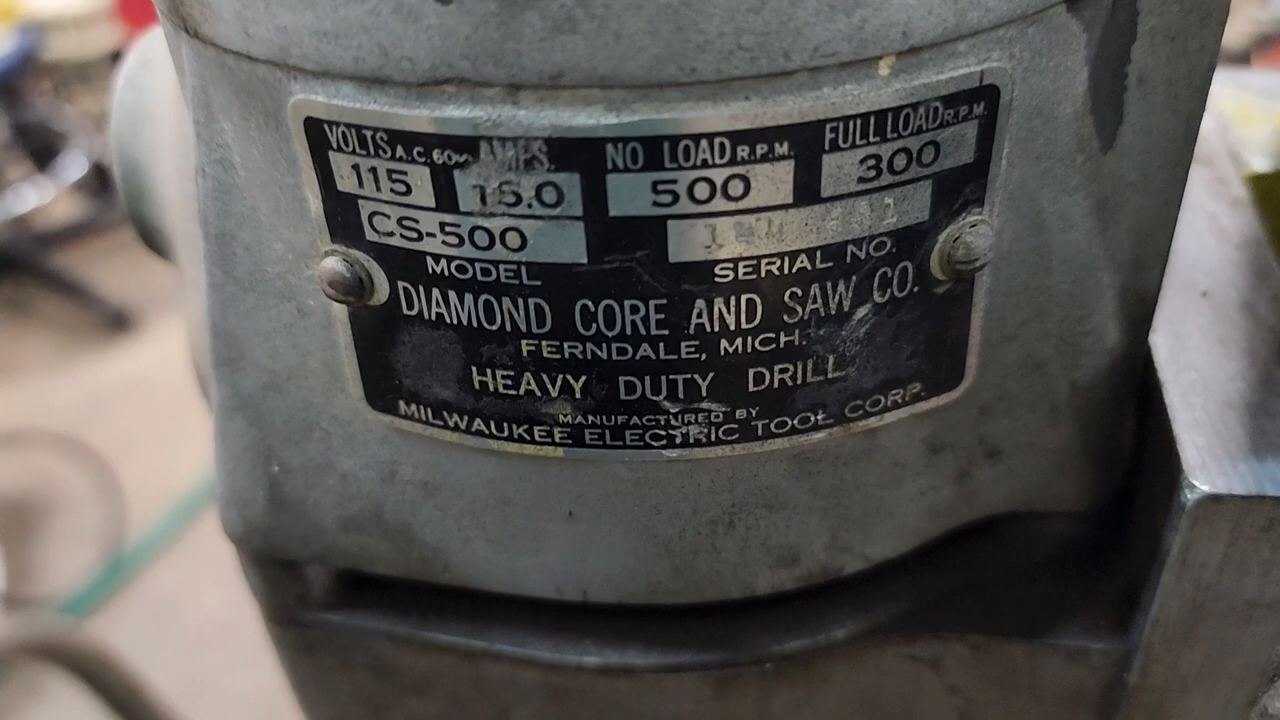 VOLTS A.C. 60~ AMPS. NO LOAD R.P.M. FULL LOAD R.P.M.
115 15.0 500 300
CS-500
MODEL SERIAL NO.
DIAMOND CORE AND SAW CO.
FERNDALE, MICH.
HEAVY DUTY DRILL
MANUFACTURED BY
MILWAUKEE ELECTRIC TOOL CORP.